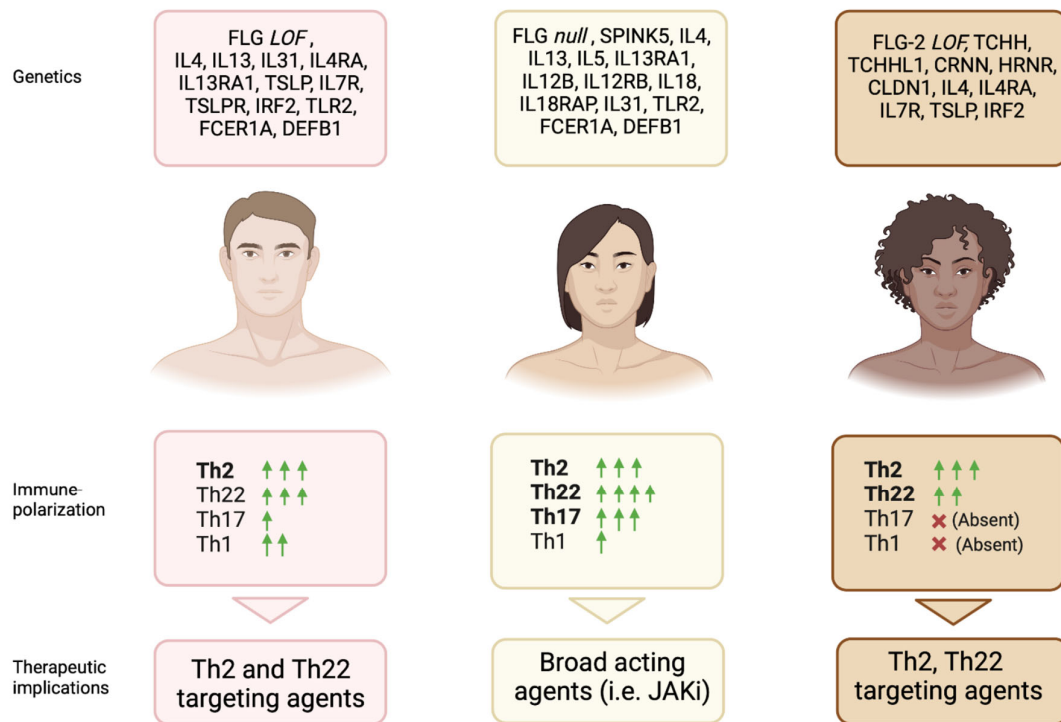 Genetics
FLG LOF ,
IL4, IL13, IL31, IL4RA,
IL13RA1, TSLP, IL7R,
TSLPR, IRF2, TLR2,
FCER1A, DEFB1
FLG null , SPINK5, IL4,
IL13, IL5, IL13RA1,
IL12B, IL12RB, IL18,
IL18RAP, IL31, TLR2,
FCER1A, DEFB1
FLG-2 LOF, TCHH,
TCHHL1, CRNN, HRNR,
CLDN1, IL4, IL4RA,
IL7R, TSLP, IRF2
Immune-
polarization
Th2
Th22
Th17
Th1
Th2
Th22
Th17
Th1
Th2
Th22
Th17 (Absent)
Th1 (Absent)
Therapeutic
implications
Th2 and Th22
targeting agents
Broad acting
agents (i.e. JAKi)
Th2, Th22
targeting agents